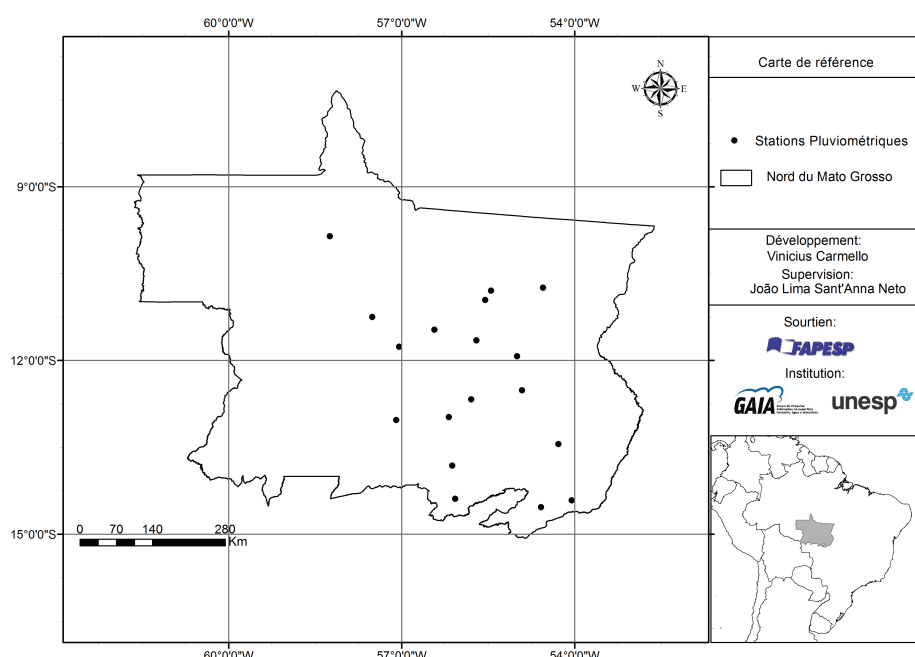 60°0'0"W 57°0'0"W 54°0'0"W
N
W E
S
9°0'0"S
12°0'0"S
15°0'0"S
0 70 140 280
Km
60°0'0"W 57°0'0"W 54°0'0"W
Carte de référence
Stations Pluviométriques
Nord du Mato Grosso
Développement:
Vinicius Carmello
Supervision:
João Lima Sant'Anna Neto
Sourtien:
FAPESP
Institution:
GAIA
unesp